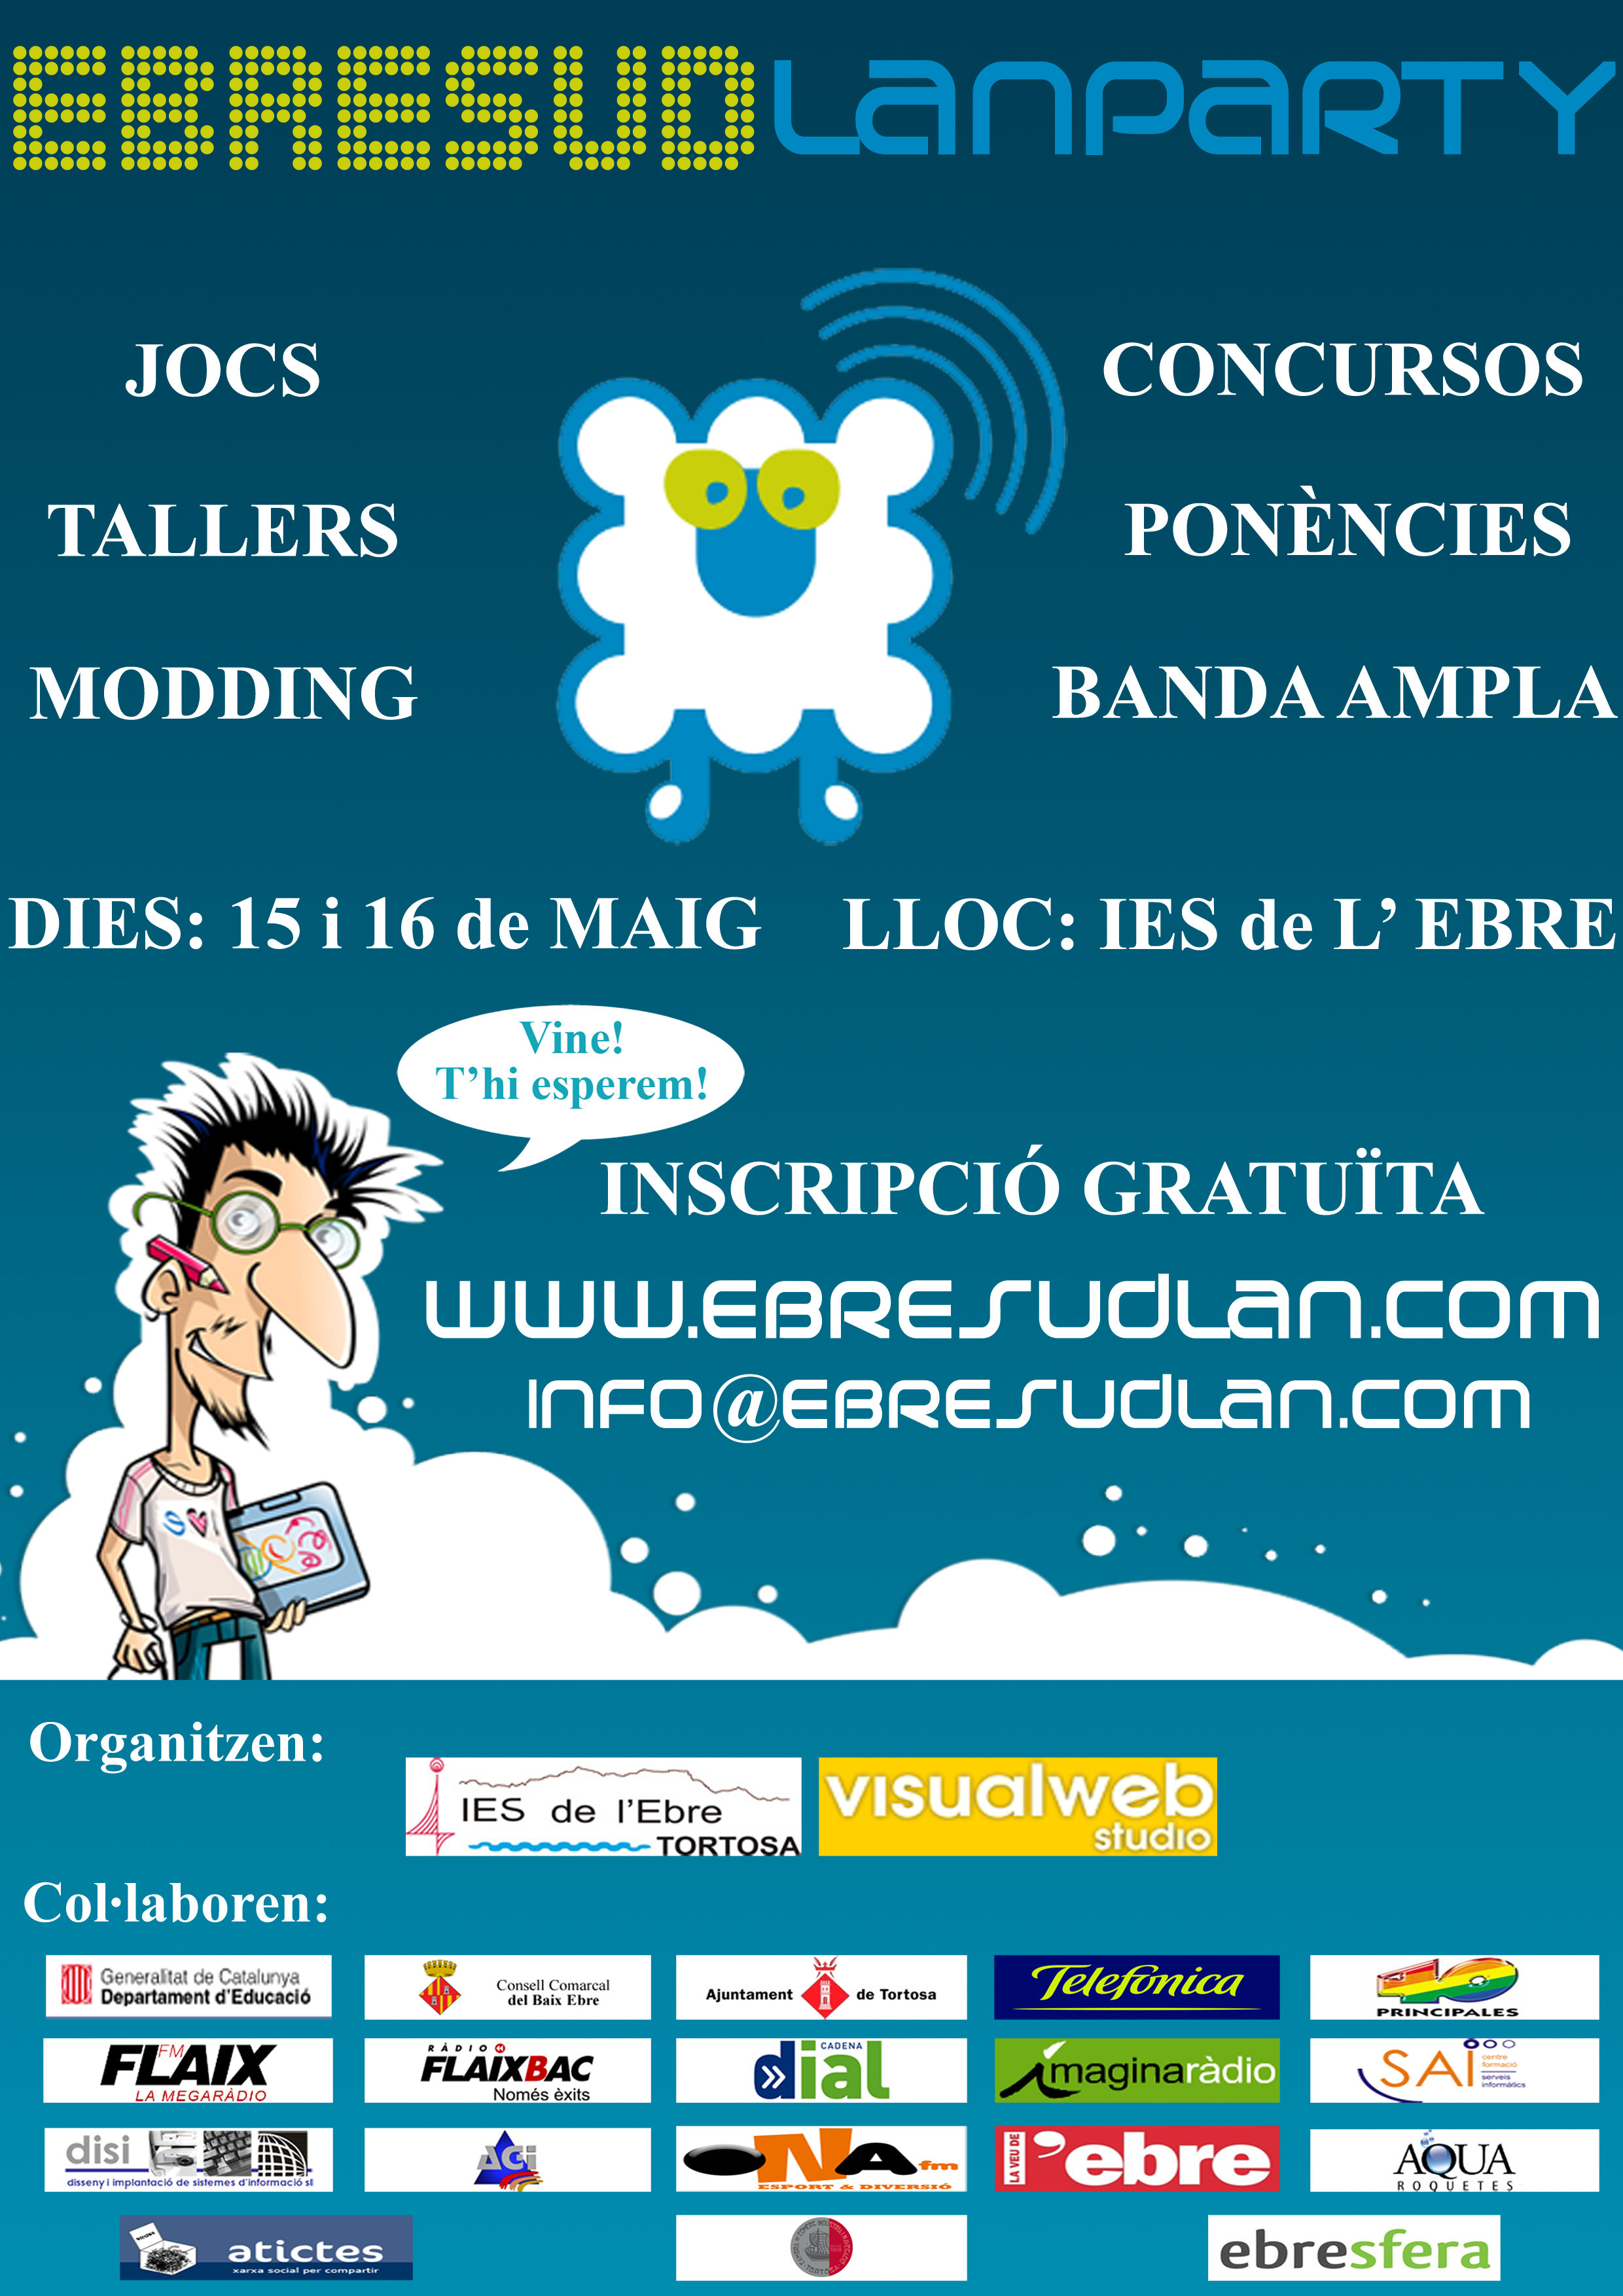 EBRESUD LANPARTY
JOCS
CONCURSOS
TALLERS
PONÈNCIES
MODDING
BANDA AMPLA
DIES: 15 i 16 de MAIG
LLOC: IES de L’ EBRE
Vine!
T’hi esperem!
INSCRIPCIÓ GRATUÏTA
WWW.EBRESUDLAN.COM
INFO@EBRESUDLAN.COM
Organitzen:
IES de l'Ebre
TORTOSA
visualweb
studio
Col·laboren:
Generalitat de Catalunya
Departament d'Educació
Consell Comarcal
del Baix Ebre
Ajuntament de Tortosa
Telefónica
40
PRINCIPALES
FM
FLAIX
LA MEGARÀDIO
RÀDIO
FLAIXBAC
Només èxits
CADENA
dial
imaginaràdio
SAI
centre
formació
serveis
informàtics
disi
disseny i implantació de sistemes d'informació sl
ACi
ONA fm
ESPORT & DIVERSIÓ
LA VEU DE
l'ebre
AQUA
ROQUETES
atictes
xarxa social per compartir
ebresfera